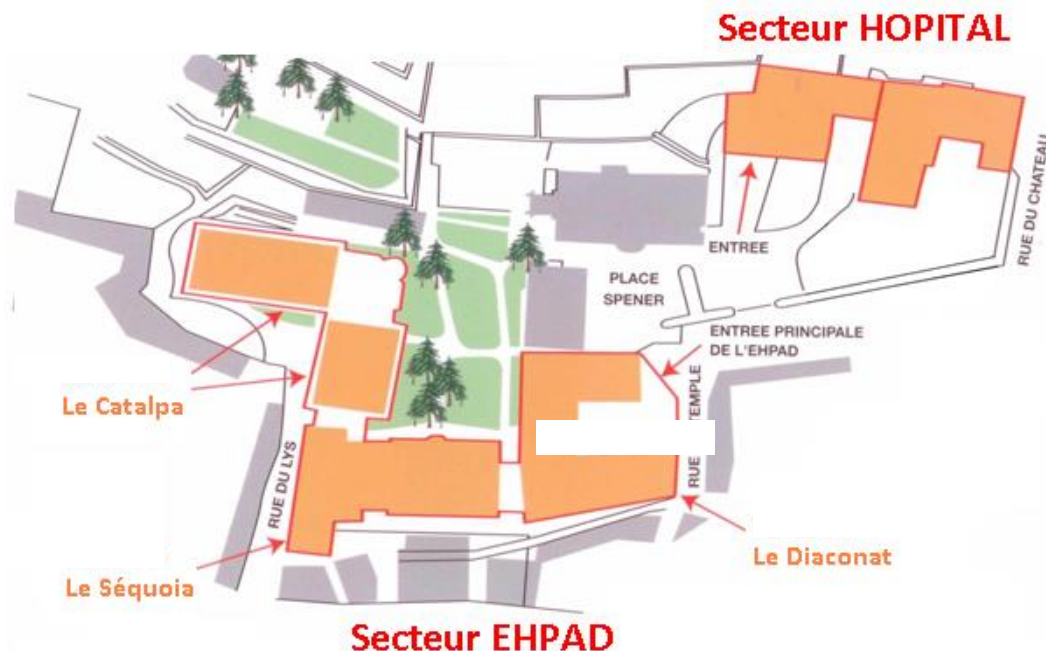 Secteur HOPITAL
RUE DU CHATEAU
ENTREE
PLACE
SPENER
ENTREE PRINCIPALE
DE L'EHPAD
Le Catalpa
RUE DU LYS
RUE
TEMPLE
Le Diaconat
Le Séquoia
Secteur EHPAD